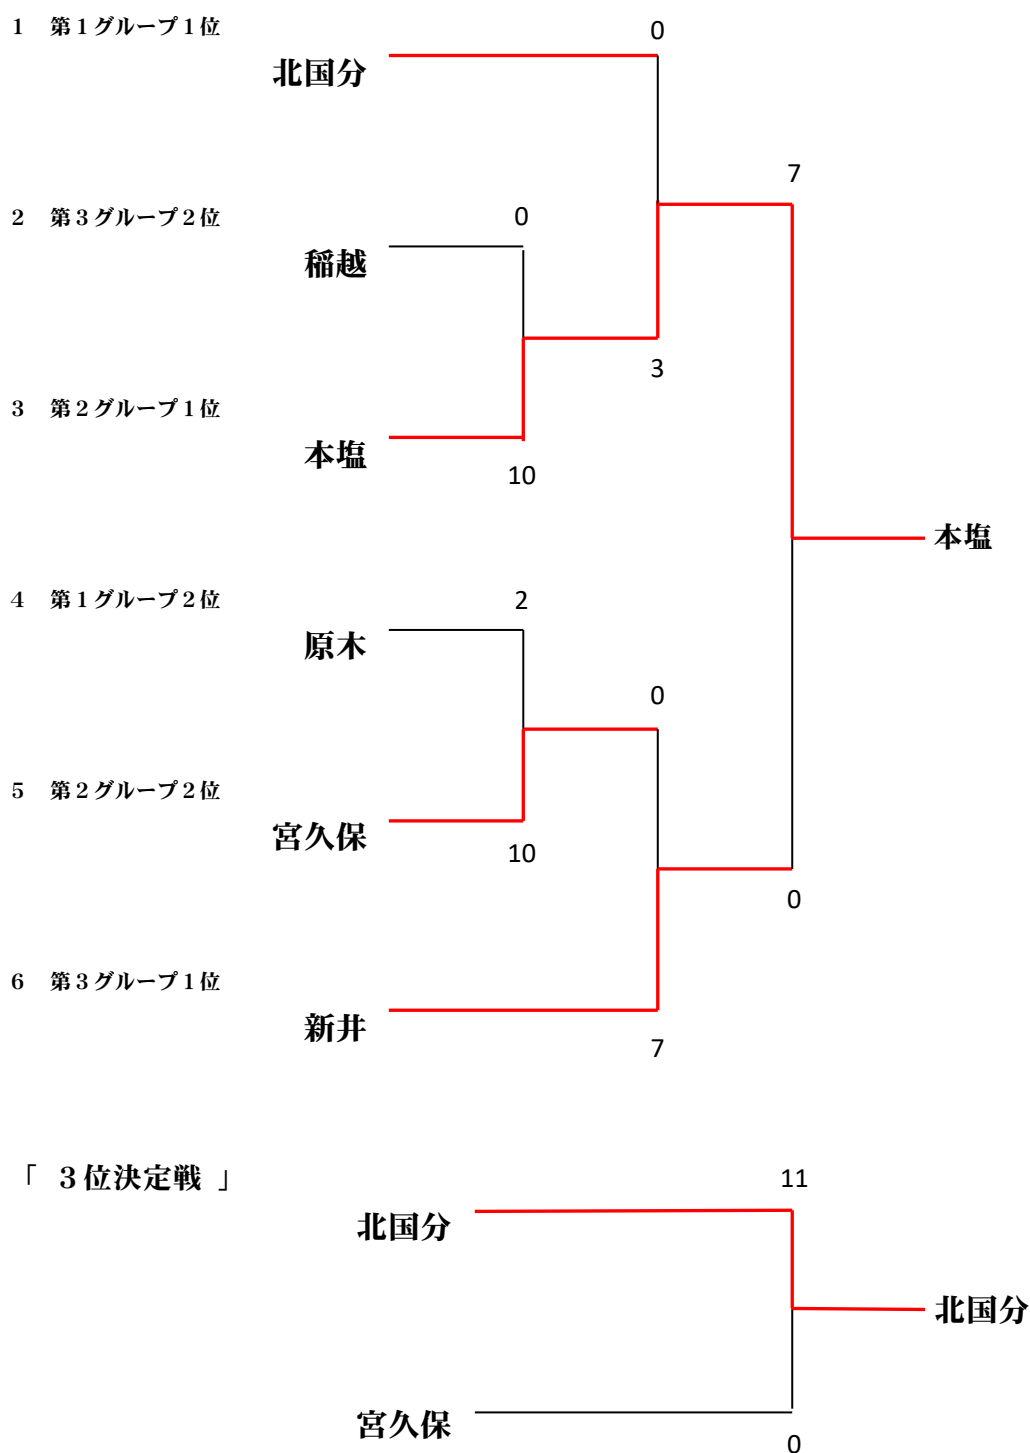 1 第1グループ1位
0
北国分
7
2 第3グループ2位
0
稲越
3
3 第2グループ1位
本塩
10
本塩
4 第1グループ2位
2
原木
0
5 第2グループ2位
宮久保
10
0
6 第3グループ1位
新井
7
「 3位決定戦 」
11
北国分
北国分
宮久保
0